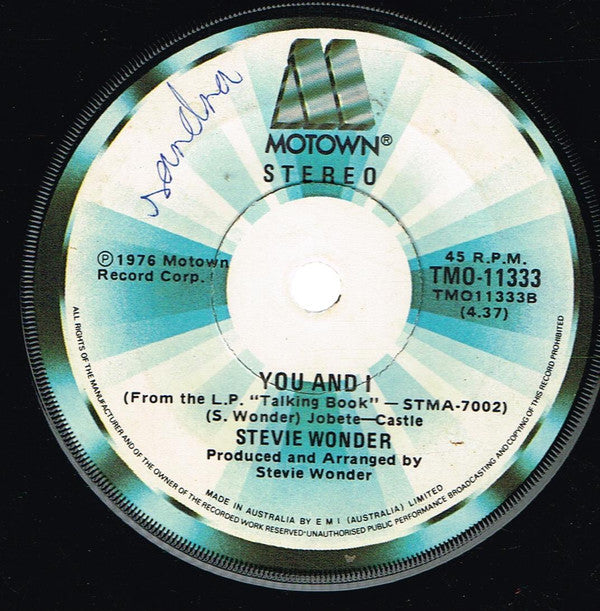 sandra
MOTOWN®
STEREO
℗ 1976 Motown
Record Corp.
45 R.P.M.
TMO-11333
TMO11333B
(4.37)
YOU AND I
(From the L.P. "Talking Book" — STMA-7002)
(S. Wonder) Jobete—Castle
STEVIE WONDER
Produced and Arranged by
Stevie Wonder
MADE IN AUSTRALIA BY E M I (AUSTRALIA) LIMITED
ALL RIGHTS OF THE MANUFACTURER AND OF THE OWNER OF THE RECORDED WORK RESERVED·UNAUTHORISED PUBLIC PERFORMANCE BROADCASTING AND COPYING OF THIS RECORD PROHIBITED